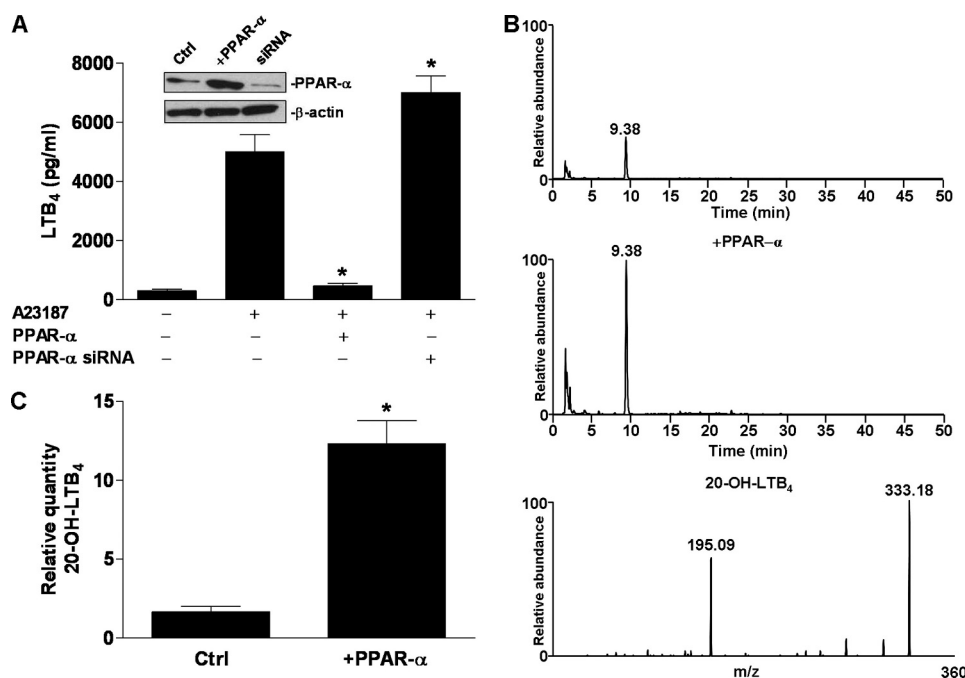 A
Ctrl
+PPAR-α
siRNA
-PPAR-α
-β-actin
LTB4 (pg/ml)
8000
6000
4000
2000
0
*
*
A23187 – + + +
PPAR-α – – + –
PPAR-α siRNA – – – +
B
Relative abundance
100
0
9.38
0 5 10 15 20 25 30 35 40 45 50
Time (min)
+PPAR–α
Relative abundance
100
0
9.38
0 5 10 15 20 25 30 35 40 45 50
Time (min)
20-OH-LTB4
Relative abundance
100
0
195.09
333.18
m/z
360
C
Relative quantity
20-OH-LTB4
15
10
5
0
*
Ctrl
+PPAR-α